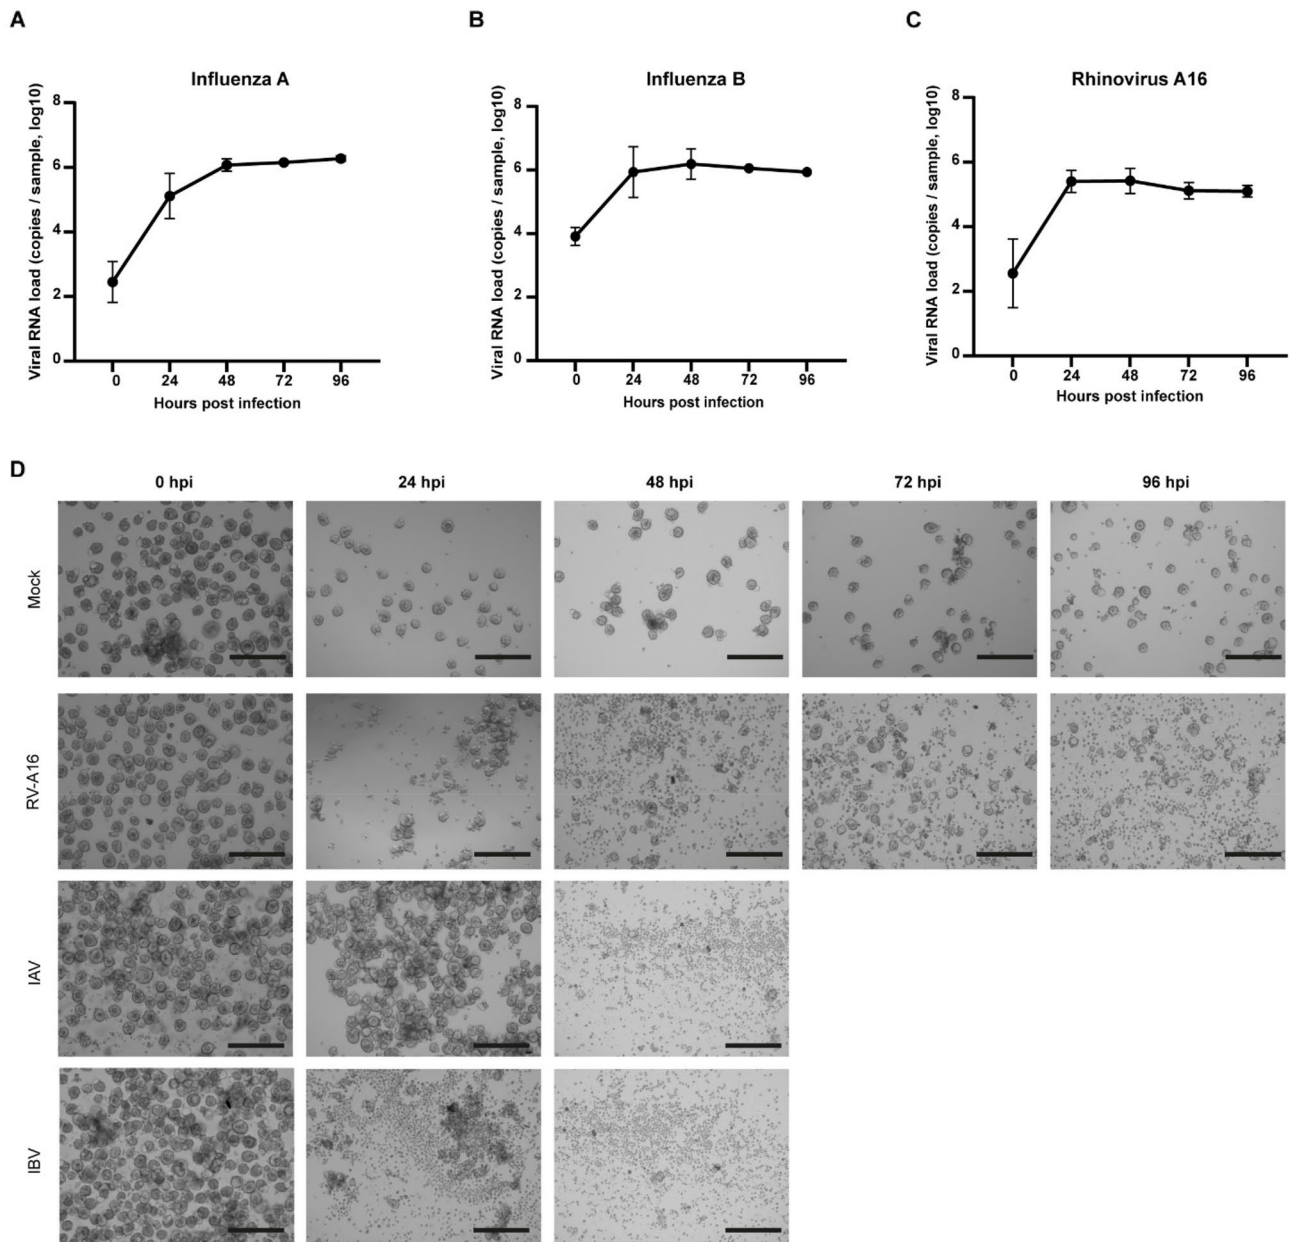 A
B
C
Influenza A
Influenza B
Rhinovirus A16
Viral RNA load (copies / sample, log10)
8
6
4
2
0
0 24 48 72 96
Hours post infection
Viral RNA load (copies / sample, log10)
8
6
4
2
0
0 24 48 72 96
Hours post infection
Viral RNA load (copies / sample, log10)
8
6
4
2
0
0 24 48 72 96
Hours post infection
D
0 hpi 24 hpi 48 hpi 72 hpi 96 hpi
Mock
RV-A16
IAV
IBV